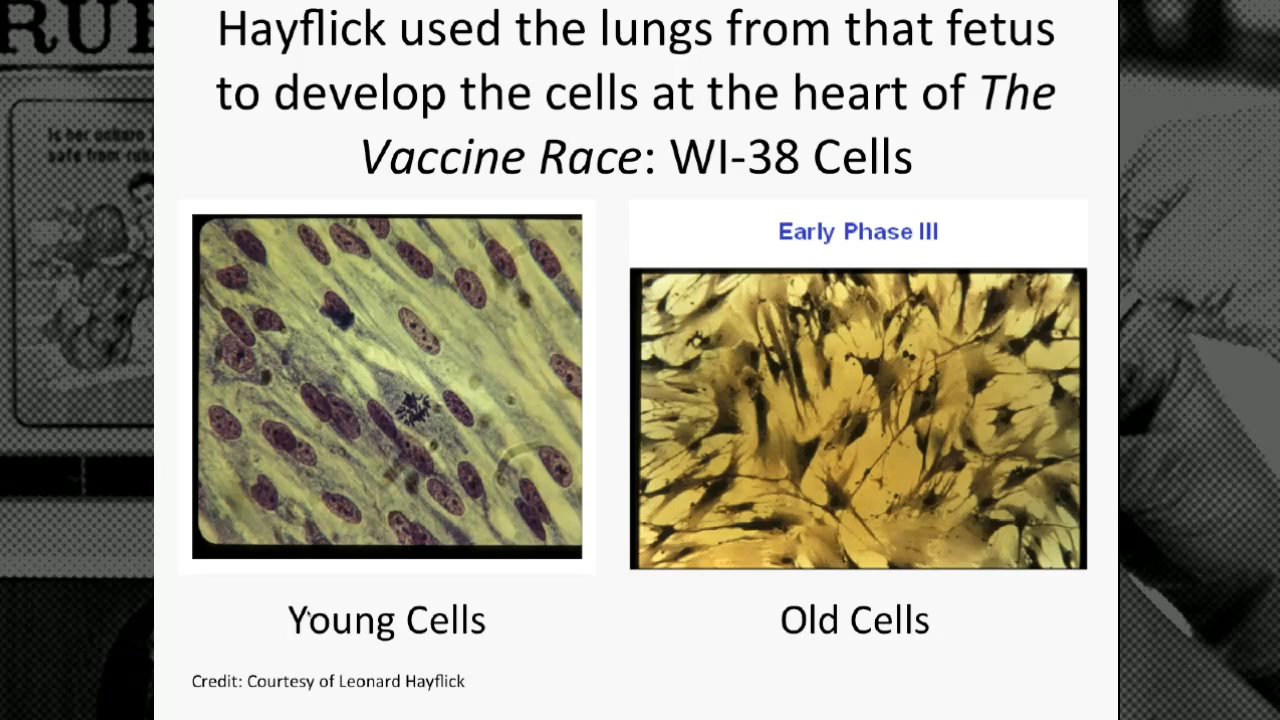 Hayflick used the lungs from that fetus
to develop the cells at the heart of The
Vaccine Race: WI-38 Cells
Early Phase III
Young Cells
Old Cells
Credit: Courtesy of Leonard Hayflick